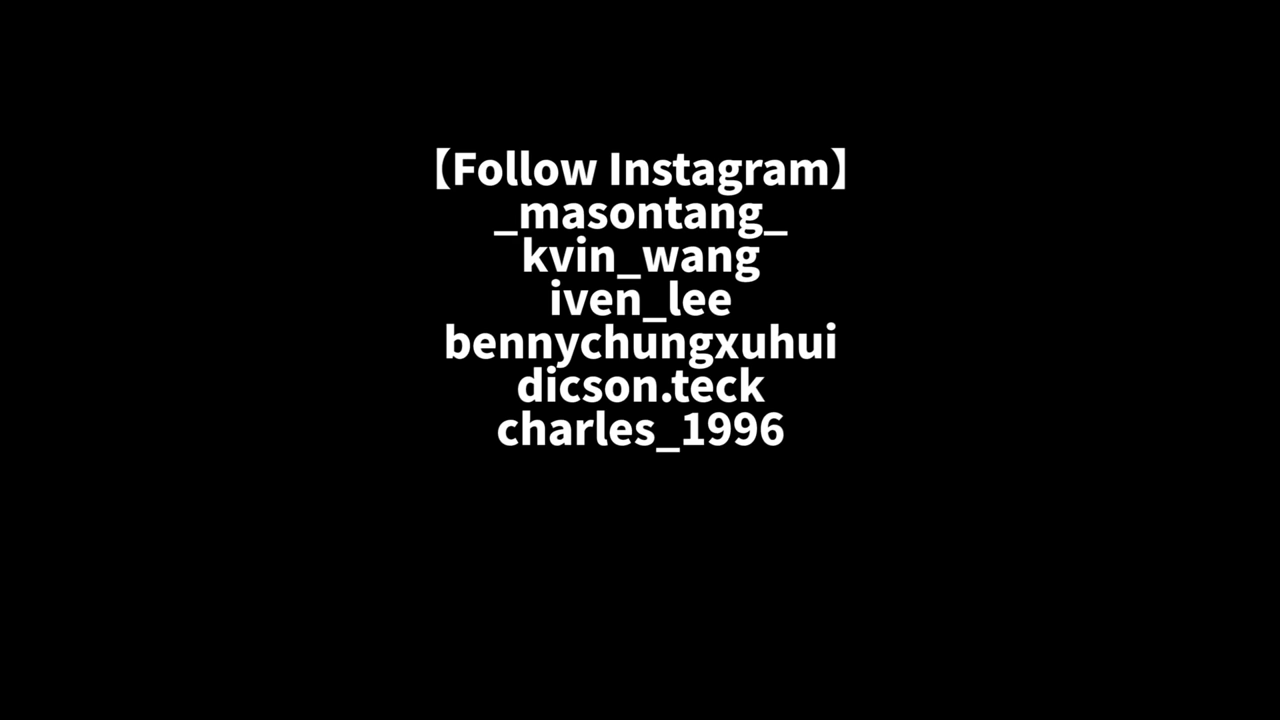 【Follow Instagram】
_masontang_
kvin_wang
iven_lee
bennychungxuhui
dicson.teck
charles_1996